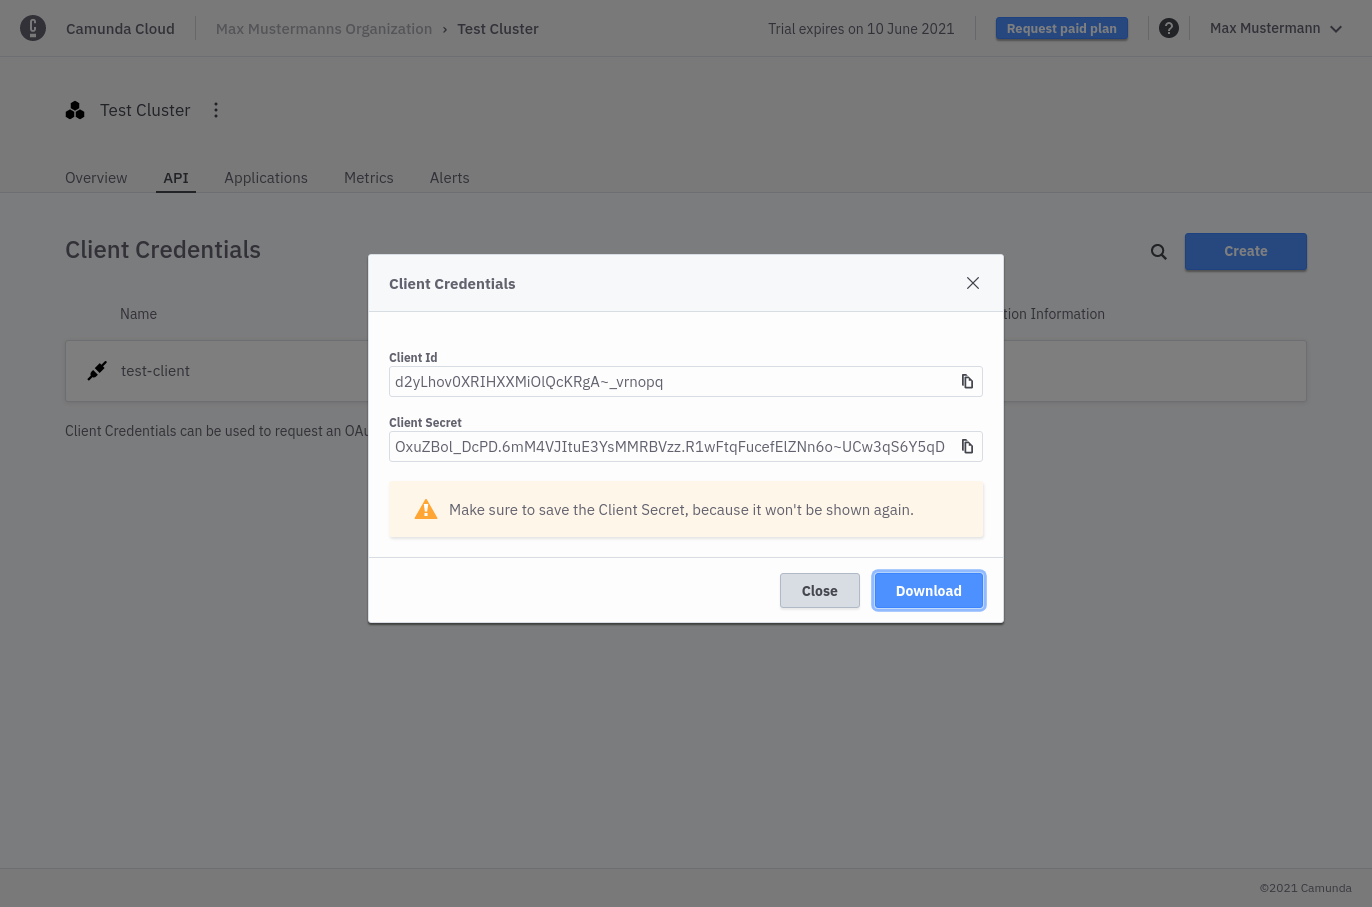 Camunda Cloud
Max Mustermanns Organization › Test Cluster
Trial expires on 10 June 2021
Request paid plan
?
Max Mustermann
Test Cluster
Overview API Applications Metrics Alerts
Client Credentials
Create
Name
tion Information
test-client
Client Credentials can be used to request an OAu
Client Credentials
Client Id
d2yLhov0XRIHXXMiOlQcKRgA~_vrnopq
Client Secret
OxuZBol_DcPD.6mM4VJItuE3YsMMRBVzz.R1wFtqFucefElZNn6o~UCw3qS6Y5qD
Make sure to save the Client Secret, because it won't be shown again.
Close
Download
©2021 Camunda